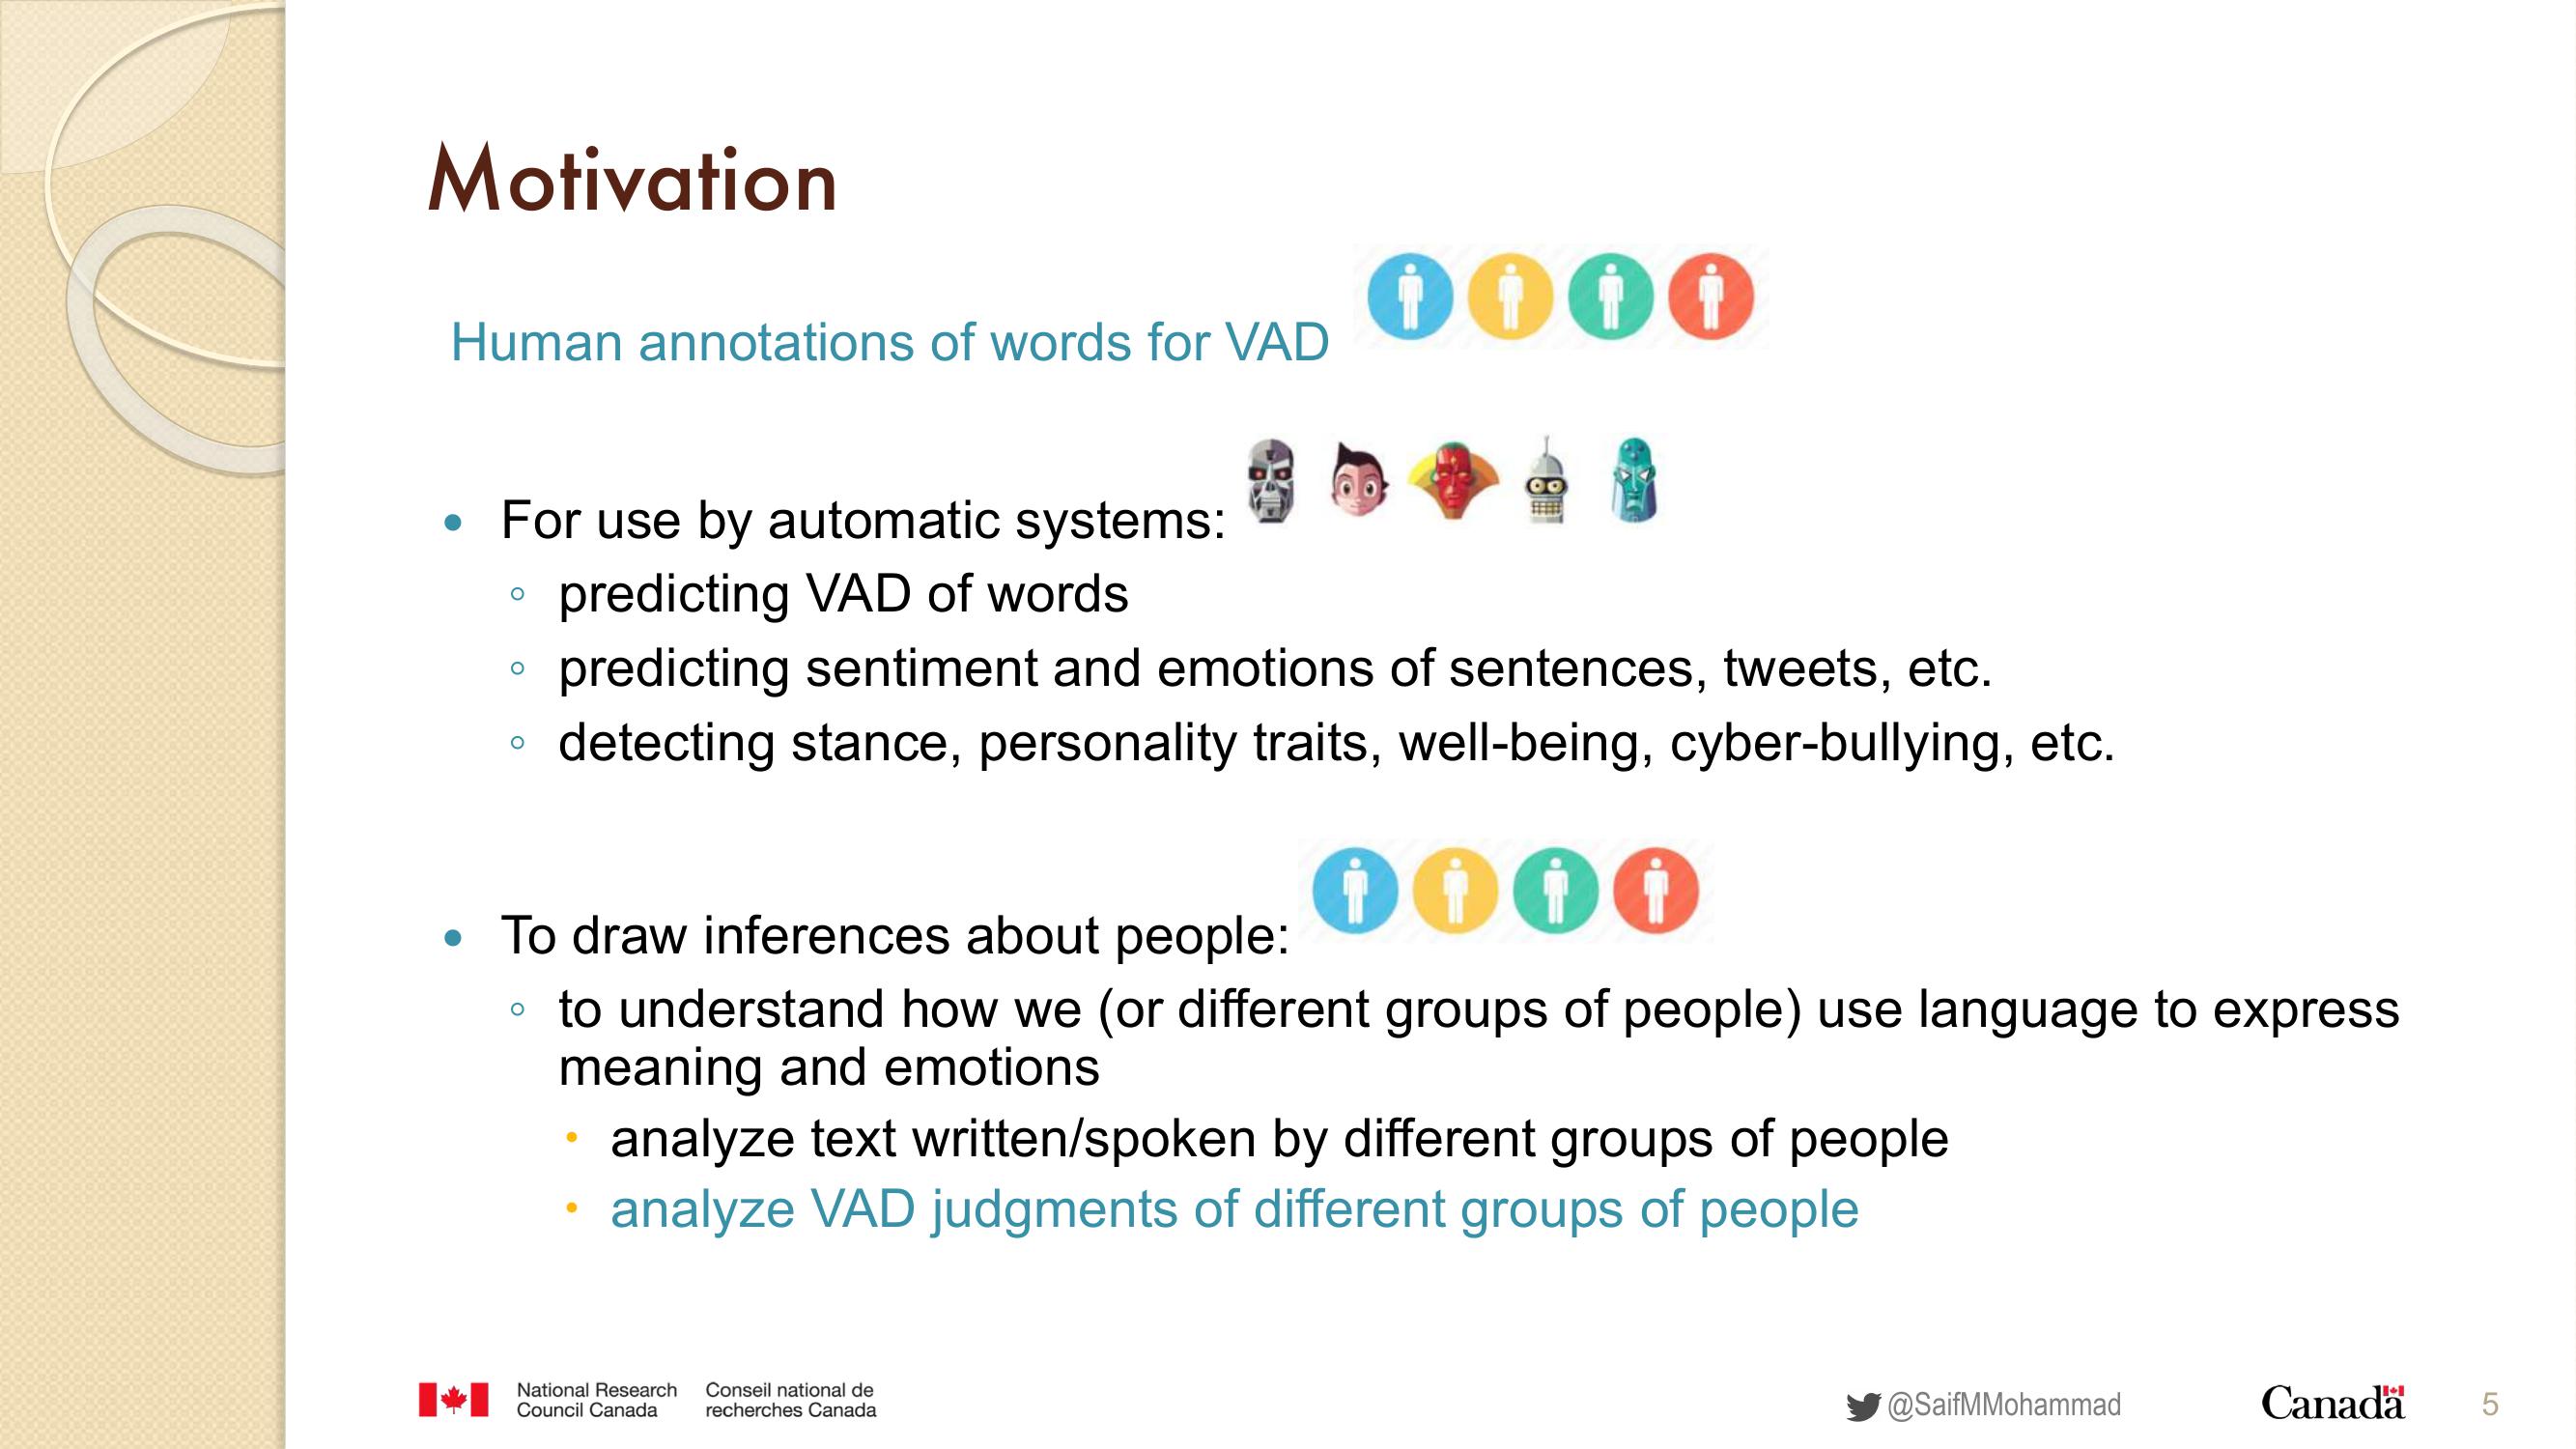 Motivation
Human annotations of words for VAD
• For use by automatic systems:
◦ predicting VAD of words
◦ predicting sentiment and emotions of sentences, tweets, etc.
◦ detecting stance, personality traits, well-being, cyber-bullying, etc.
• To draw inferences about people:
◦ to understand how we (or different groups of people) use language to express
meaning and emotions
• analyze text written/spoken by different groups of people
• analyze VAD judgments of different groups of people
National Research Council Canada
Conseil national de recherches Canada
@SaifMMohammad
Canada
5